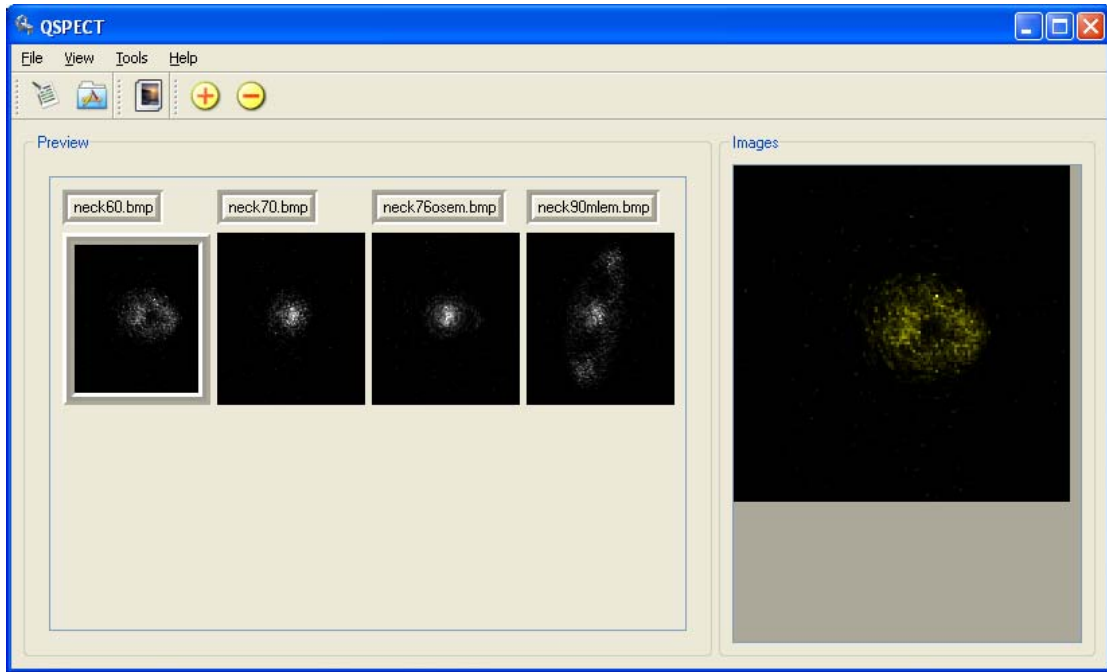 QSPECT
File View Tools Help
Preview
Images
neck60.bmp neck70.bmp neck76osem.bmp neck90mlem.bmp